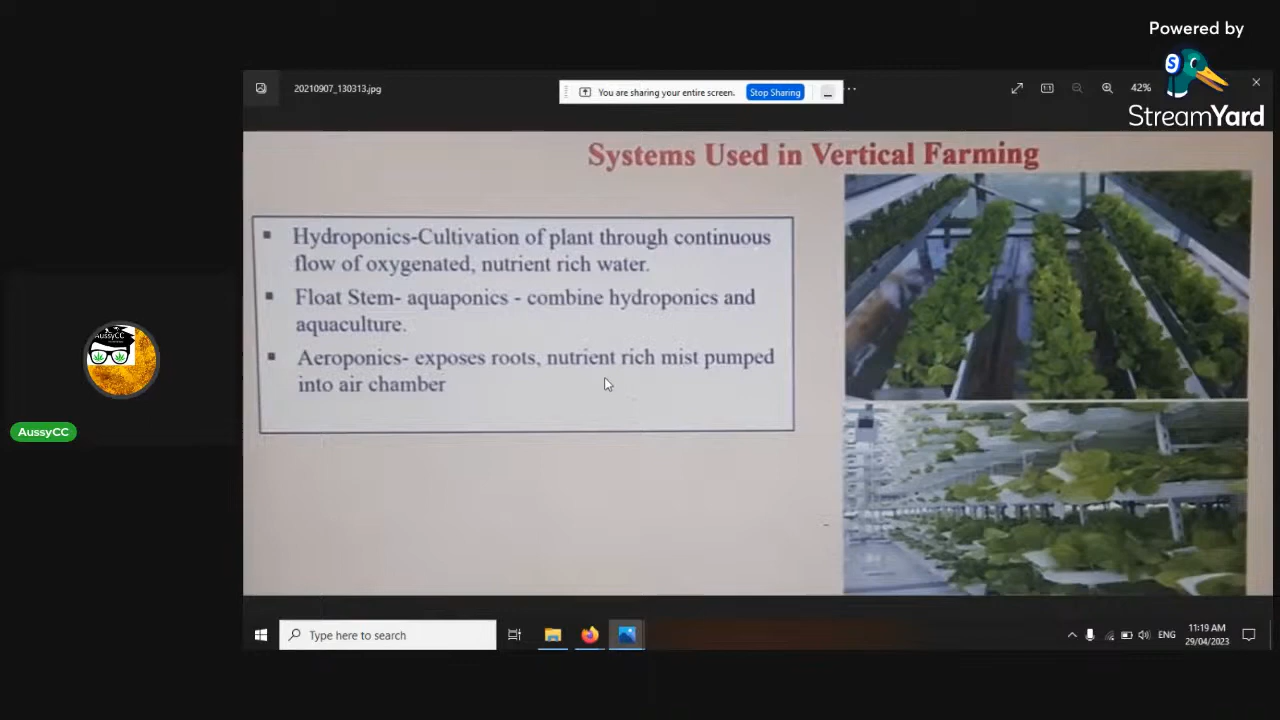 Powered by
StreamYard
20210907_130313.jpg
You are sharing your entire screen.
Stop Sharing
42%
Systems Used in Vertical Farming
Hydroponics-Cultivation of plant through continuous
flow of oxygenated, nutrient rich water.
Float Stem- aquaponics - combine hydroponics and
aquaculture.
Aeroponics- exposes roots, nutrient rich mist pumped
into air chamber
AussyCC
AussyCC
Type here to search
ENG
11:19 AM
29/04/2023